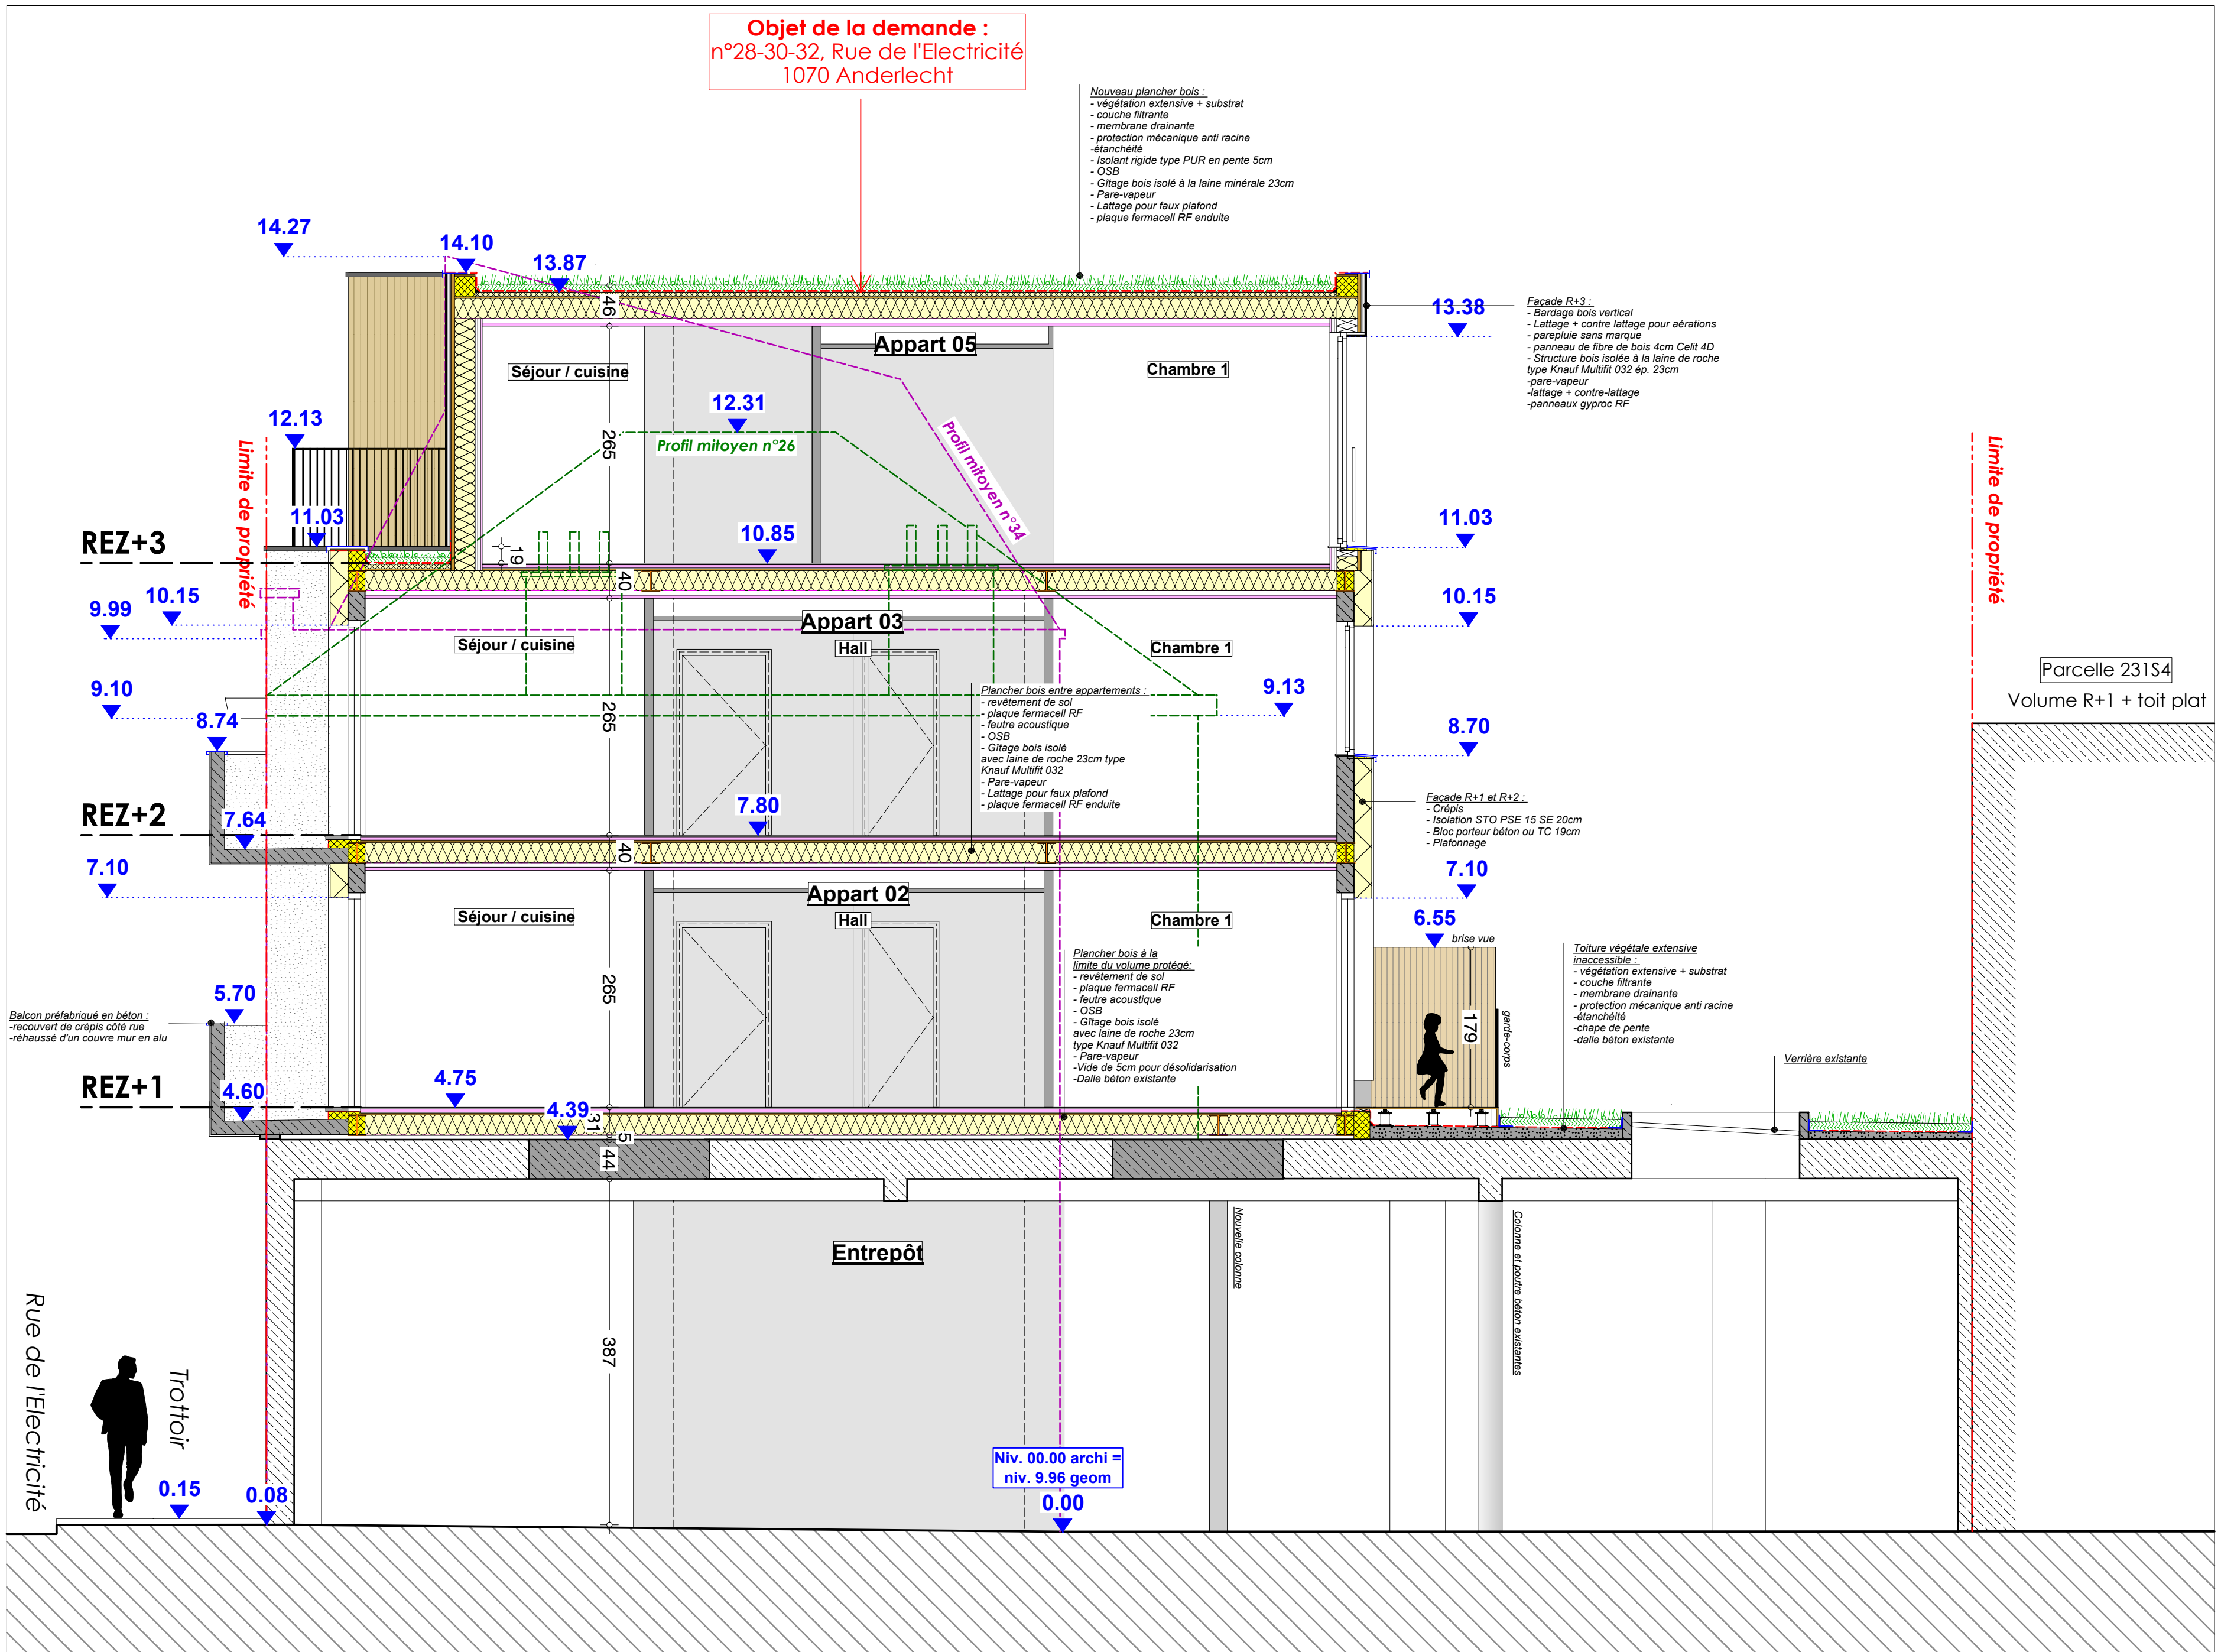 Objet de la demande :
n°28-30-32, Rue de l'Electricité
1070 Anderlecht
Nouveau plancher bois :
- végétation extensive + substrat
- couche filtrante
- membrane drainante
- protection mécanique anti racine
-étanchéité
- Isolant rigide type PUR en pente 5cm
- OSB
- Gîtage bois isolé à la laine minérale 23cm
- Pare-vapeur
- Lattage pour faux plafond
- plaque fermacell RF enduite
14.27
14.10
13.87
46
13.38
Façade R+3 :
- Bardage bois vertical
- Lattage + contre lattage pour aérations
- parepluie sans marque
- panneau de fibre de bois 4cm Celit 4D
- Structure bois isolée à la laine de roche
type Knauf Multifit 032 ép. 23cm
-pare-vapeur
-lattage + contre-lattage
-panneaux gyproc RF
Appart 05
Séjour / cuisine
Chambre 1
12.31
12.13
265
Profil mitoyen n°26
Profil mitoyen n°34
Limite de propriété
Limite de propriété
11.03
11.03
REZ+3
10.85
19
40
10.15
9.99
10.15
Appart 03
Séjour / cuisine
Hall
Chambre 1
Parcelle 231S4
Volume R+1 + toit plat
9.10
9.13
8.74
8.70
265
Plancher bois entre appartements :
- revêtement de sol
- plaque fermacell RF
- feutre acoustique
- OSB
- Gîtage bois isolé
avec laine de roche 23cm type
Knauf Multifit 032
- Pare-vapeur
- Lattage pour faux plafond
- plaque fermacell RF enduite
Façade R+1 et R+2 :
- Crépis
- Isolation STO PSE 15 SE 20cm
- Bloc porteur béton ou TC 19cm
- Plafonnage
REZ+2
7.64
7.80
40
7.10
7.10
Appart 02
Séjour / cuisine
Hall
Chambre 1
6.55
brise vue
Plancher bois à la
limite du volume protégé:
- revêtement de sol
- plaque fermacell RF
- feutre acoustique
- OSB
- Gîtage bois isolé
avec laine de roche 23cm
type Knauf Multifit 032
- Pare-vapeur
-Vide de 5cm pour désolidarisation
-Dalle béton existante
Toiture végétale extensive
inaccessible :
- végétation extensive + substrat
- couche filtrante
- membrane drainante
- protection mécanique anti racine
-étanchéité
-chape de pente
-dalle béton existante
Verrière existante
265
179
garde-corps
5.70
Balcon préfabriqué en béton :
-recouvert de crépis côté rue
-réhaussé d'un couvre mur en alu
REZ+1
4.60
4.75
4.39
31
5
44
Entrepôt
Nouvelle colonne
Colonne et poutre béton existantes
387
Rue de l'Electricité
Trottoir
0.15
0.08
Niv. 00.00 archi =
niv. 9.96 geom
0.00